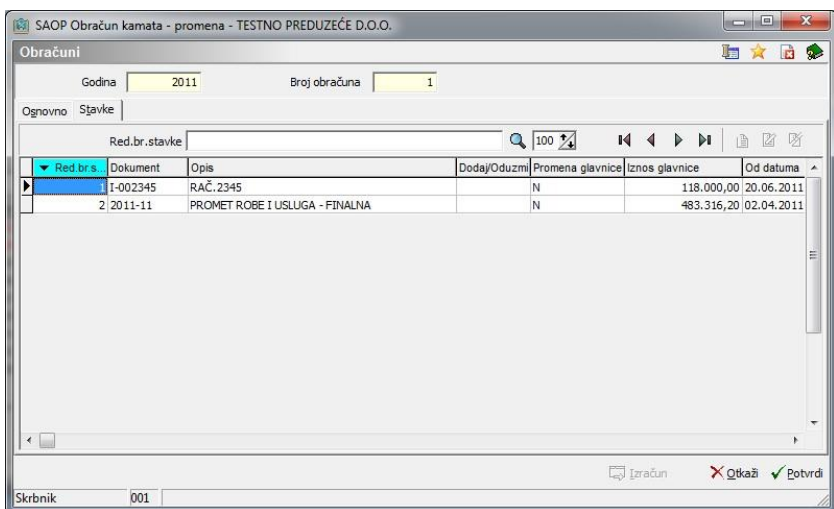 SAOP Obračun kamata - promena - TESTNO PREDUZEĆE D.O.O.
Obračuni
Godina 2011 Broj obračuna 1
Osnovno Stavke
Red.br.stavke 100
Red.br.s... Dokument Opis Dodaj/Oduzmi Promena glavnice Iznos glavnice Od datuma
1 I-002345 RAČ.2345 N 118.000,00 20.06.2011
2 2011-11 PROMET ROBE I USLUGA - FINALNA N 483.316,20 02.04.2011
Izračun Otkaži Potvrdi
Skrbnik 001